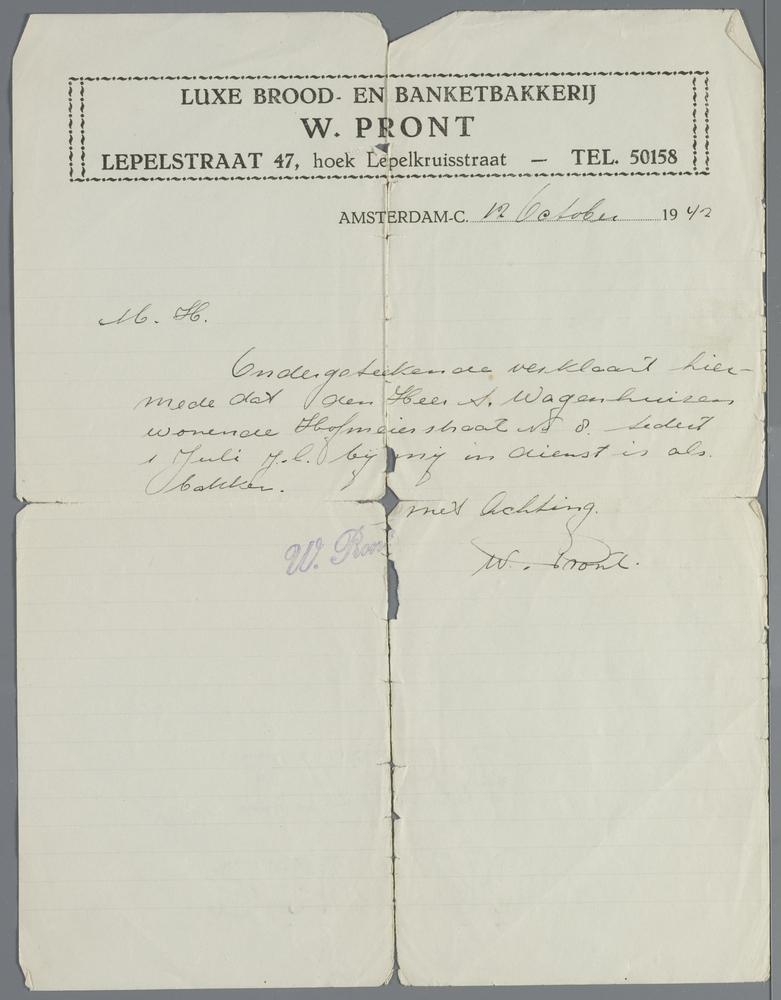 LUXE BROOD- EN BANKETBAKKERIJ
W. PRONT
LEPELSTRAAT 47, hoek Lepelkruisstraat — TEL. 50158
AMSTERDAM-C. 12 October 1942
M. H.
Ondergeteekende verklaart hier-
mede dat den Heer S. Wagenhuizen
wonende Hofmeierstraat No 8 sedert
1 Juli j.l. bij mij in dienst is als
bakker.
met Achting.
W. Pront
W. Pront.